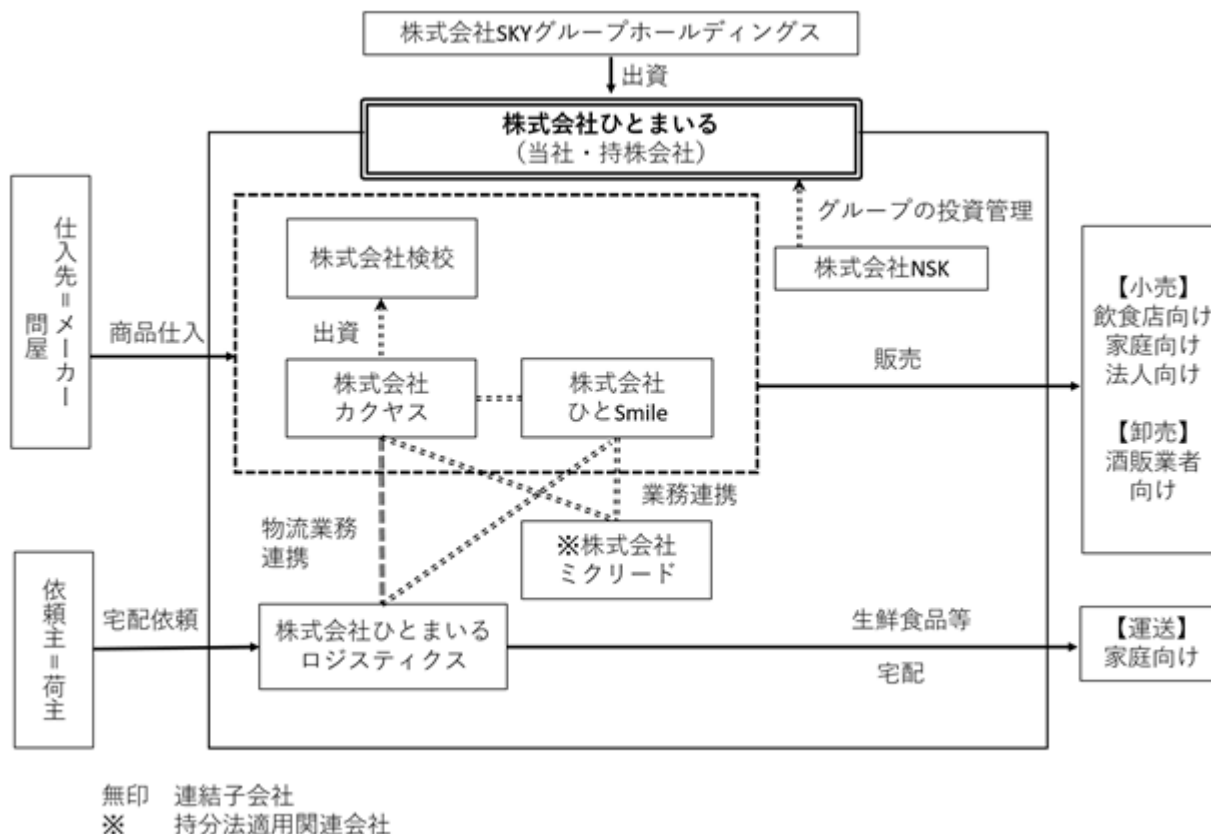 株式会社SKYグループホールディングス
出資
株式会社ひとまいる
（当社・持株会社）
グループの投資管理
株式会社NSK
仕入先＝メーカー
問屋
商品仕入
株式会社検校
出資
株式会社
カクヤス
株式会社
ひとSmile
販売
【小売】
飲食店向け
家庭向け
法人向け
【卸売】
酒販業者
向け
業務連携
物流業務
連携
※株式会社
ミクリード
依頼主＝荷主
宅配依頼
株式会社ひとまいる
ロジスティクス
生鮮食品等
宅配
【運送】
家庭向け
無印 連結子会社
※ 持分法適用関連会社